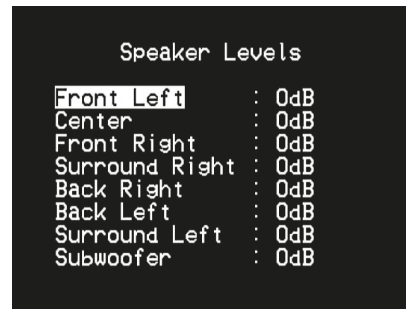 Speaker Levels
Front Left : 0dB
Center : 0dB
Front Right : 0dB
Surround Right : 0dB
Back Right : 0dB
Back Left : 0dB
Surround Left : 0dB
Subwoofer : 0dB